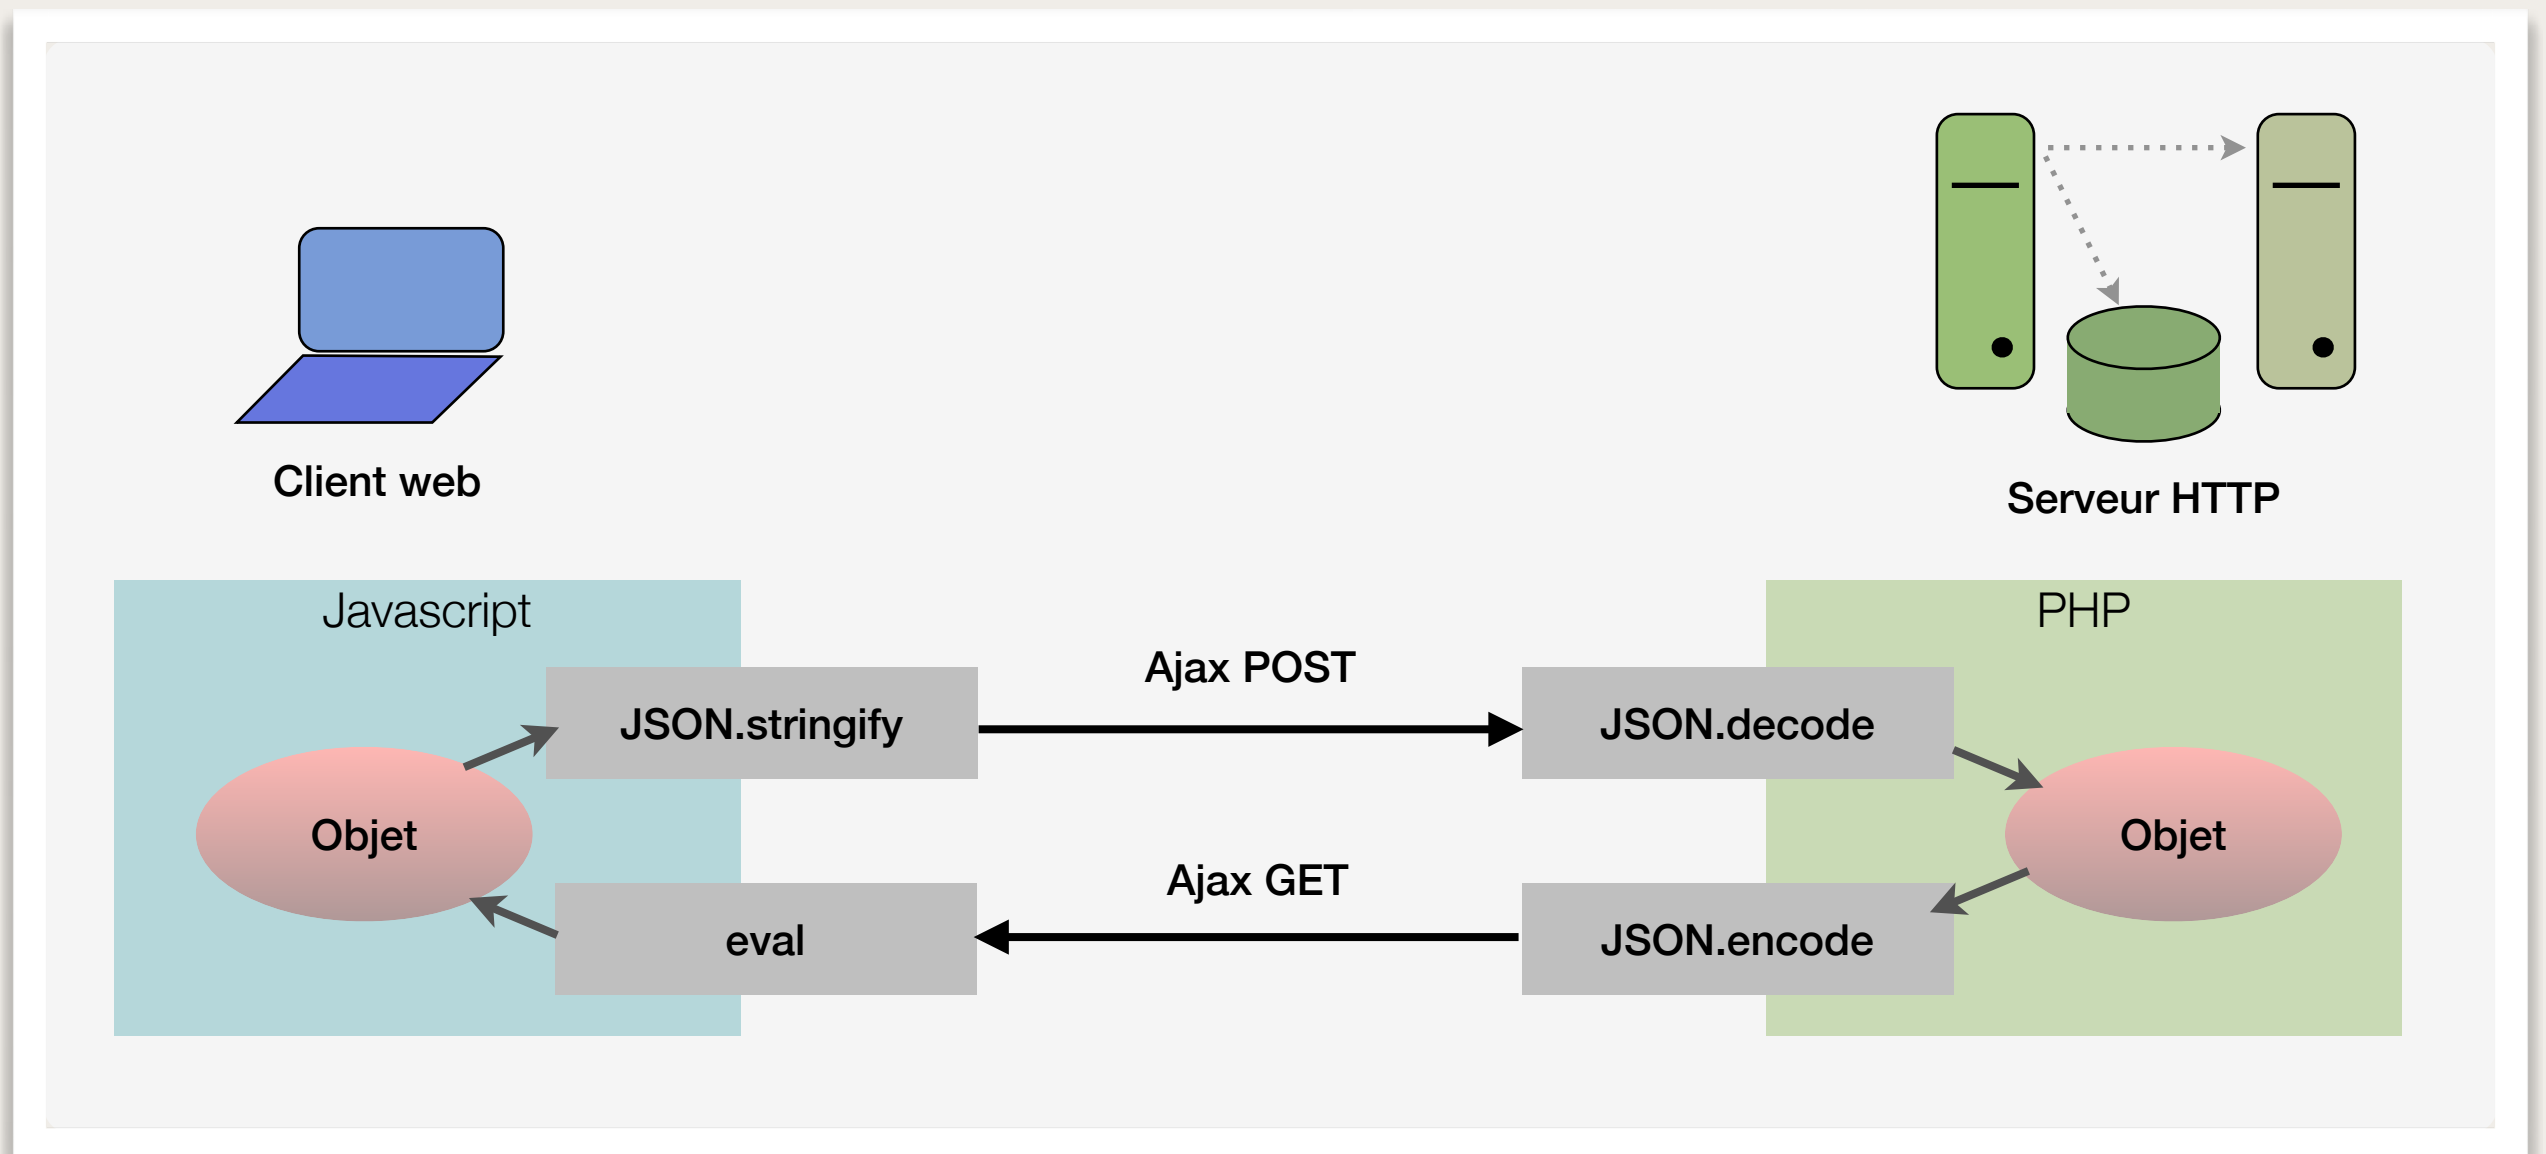 Client web
Serveur HTTP
Javascript
PHP
Ajax POST
JSON.stringify
JSON.decode
Objet
Objet
Ajax GET
eval
JSON.encode